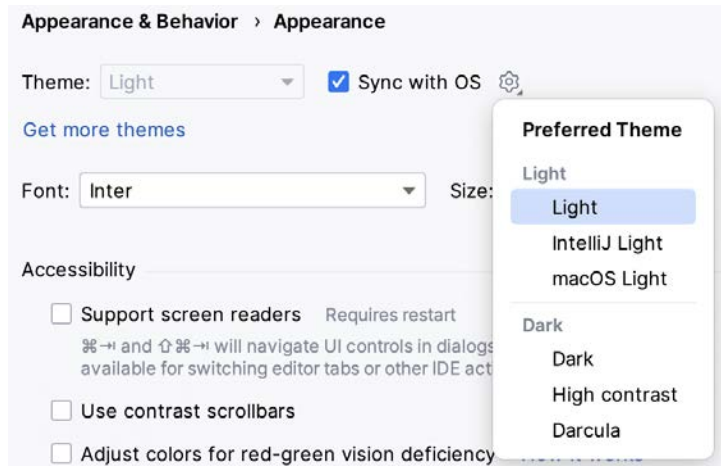 Appearance & Behavior › Appearance
Theme: Light Sync with OS
Get more themes
Font: Inter Size:
Accessibility
Support screen readers Requires restart
⌘⇥ and ⇧⌘⇥ will navigate UI controls in dialogs
available for switching editor tabs or other IDE act
Use contrast scrollbars
Adjust colors for red-green vision deficiency
Preferred Theme
Light
Light
IntelliJ Light
macOS Light
Dark
Dark
High contrast
Darcula